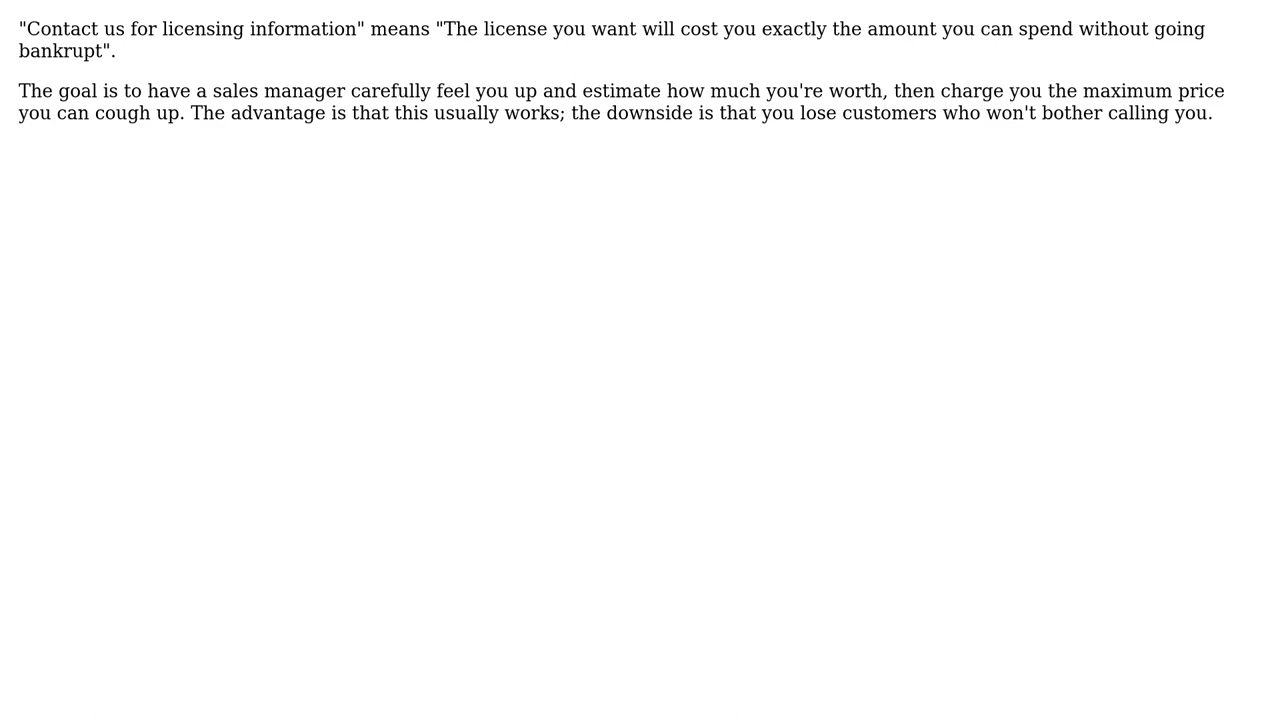 "Contact us for licensing information" means "The license you want will cost you exactly the amount you can spend without going
bankrupt".
The goal is to have a sales manager carefully feel you up and estimate how much you're worth, then charge you the maximum price
you can cough up. The advantage is that this usually works; the downside is that you lose customers who won't bother calling you.